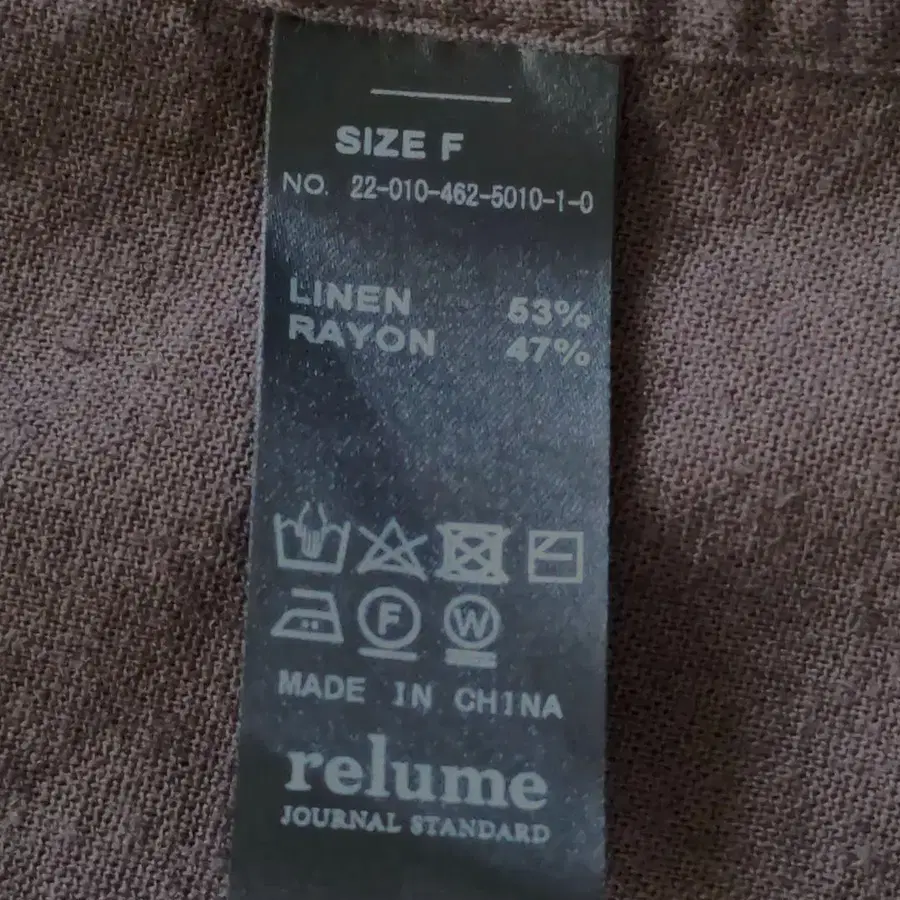 SIZE F
NO. 22-010-462-5010-1-0
LINEN 53%
RAYON 47%
F W
MADE IN CHINA
relume
JOURNAL STANDARD